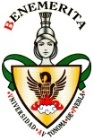 BENEMERITA
UNIVERSIDAD AUTONOMA DE PUEBLA